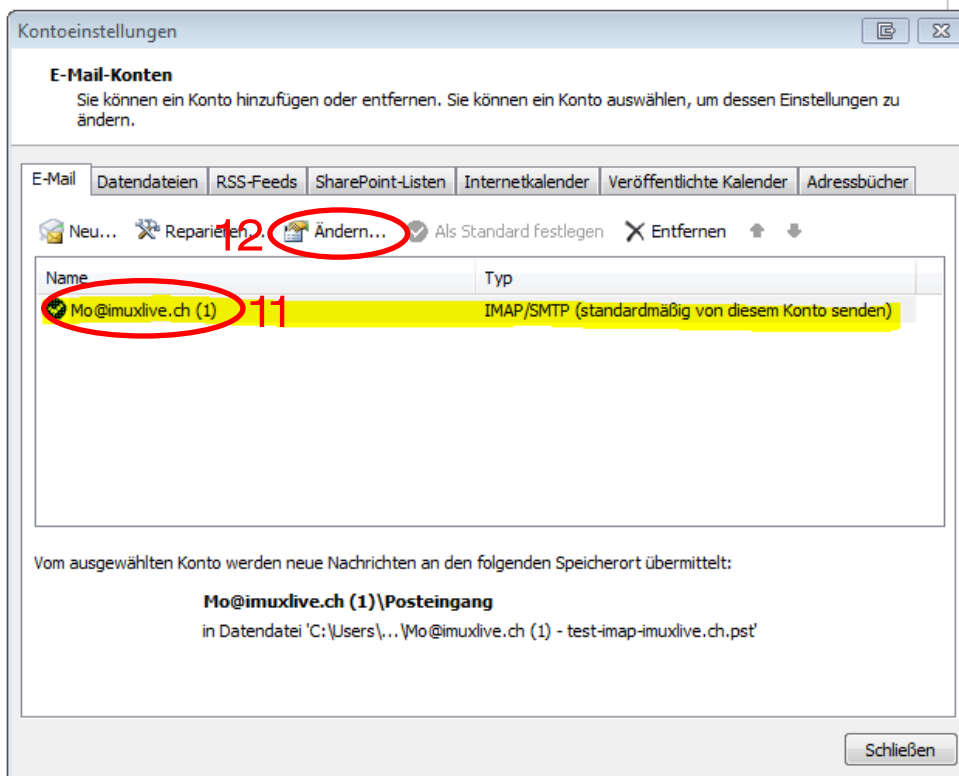 Kontoeinstellungen
E-Mail-Konten
Sie können ein Konto hinzufügen oder entfernen. Sie können ein Konto auswählen, um dessen Einstellungen zu
ändern.
E-Mail Datendateien RSS-Feeds SharePoint-Listen Internetkalender Veröffentlichte Kalender Adressbücher
Neu... Reparieren... 12 Ändern... Als Standard festlegen Entfernen
Name Typ
Mo@imuxlive.ch (1) 11 IMAP/SMTP (standardmäßig von diesem Konto senden)
Vom ausgewählten Konto werden neue Nachrichten an den folgenden Speicherort übermittelt:
Mo@imuxlive.ch (1)\Posteingang
in Datendatei 'C:\Users\...\Mo@imuxlive.ch (1) - test-imap-imuxlive.ch.pst'
Schließen